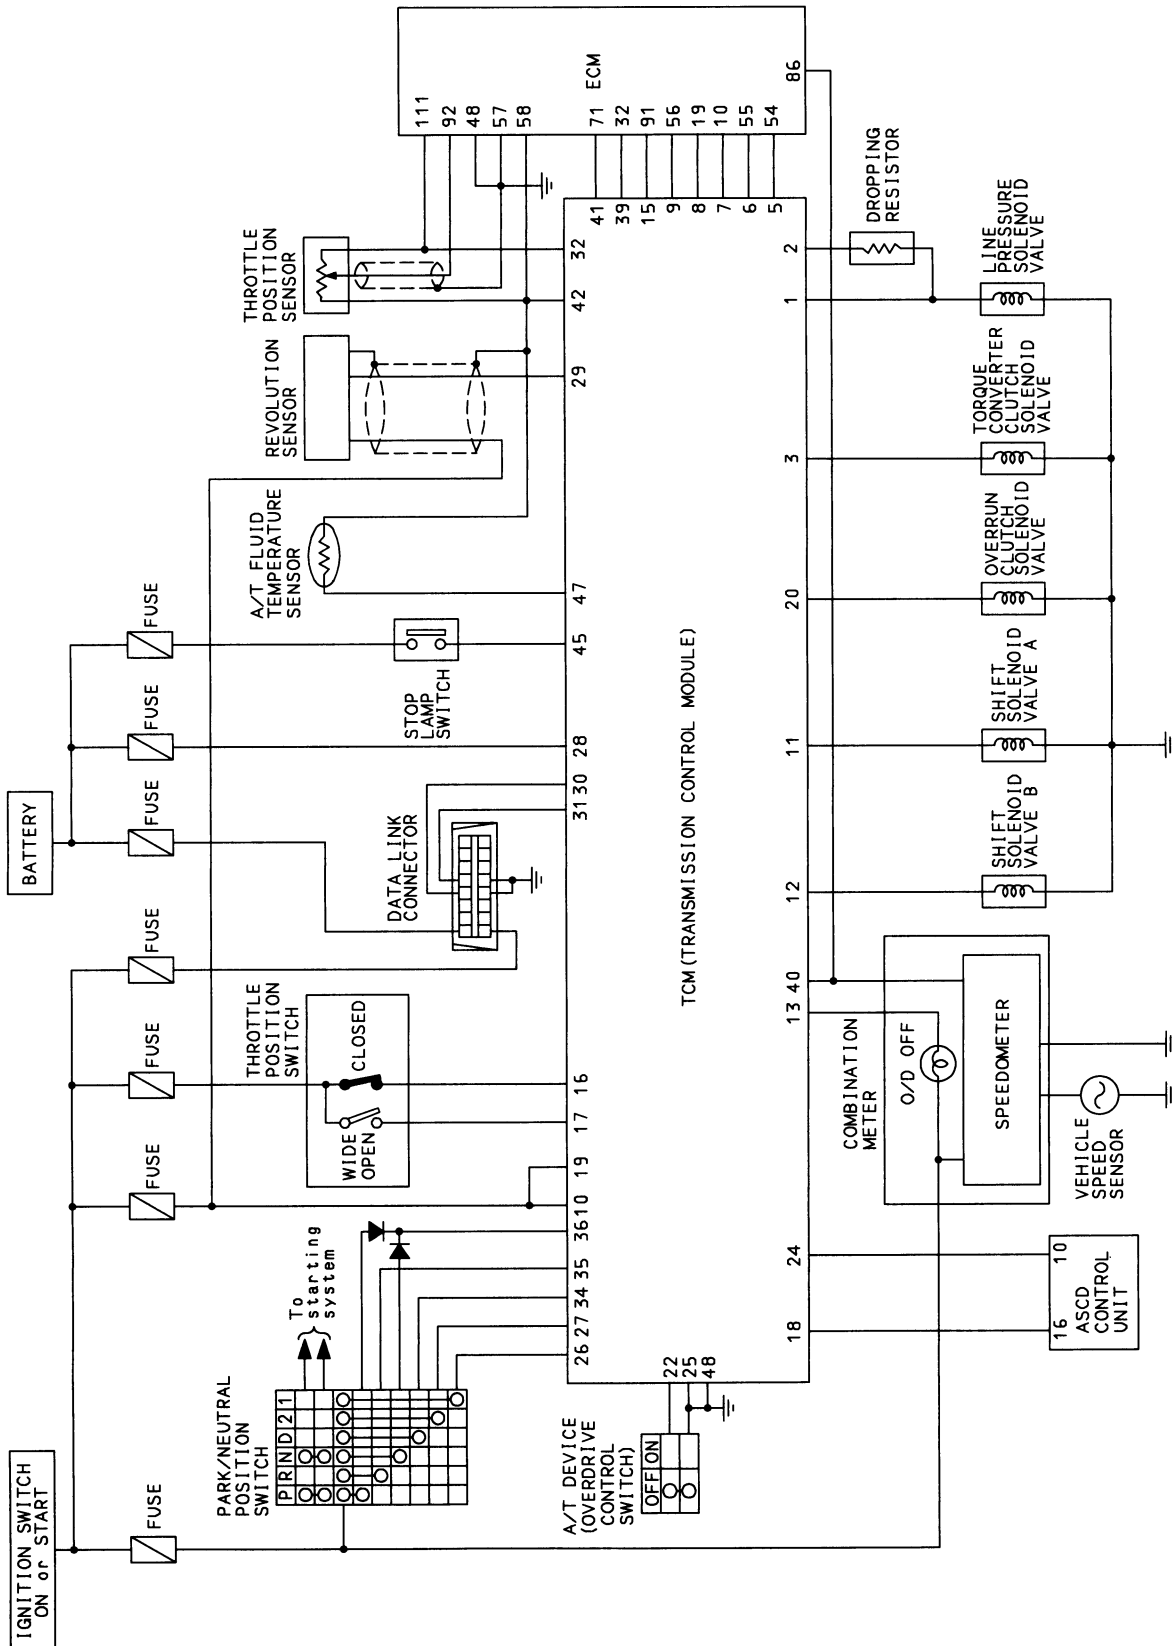 IGNITION SWITCH
ON or START
BATTERY
FUSE
FUSE
FUSE
FUSE
FUSE
FUSE
FUSE
PARK/NEUTRAL
POSITION
SWITCH
P R N D 2 1
To
starting
system
THROTTLE
POSITION
SWITCH
WIDE
OPEN
CLOSED
DATA LINK
CONNECTOR
STOP
LAMP
SWITCH
A/T FLUID
TEMPERATURE
SENSOR
REVOLUTION
SENSOR
THROTTLE
POSITION
SENSOR
A/T DEVICE
(OVERDRIVE
CONTROL
SWITCH)
OFF ON
22
25
48
26 27 34 35 36 10 19 17 16 31 30 28 45 47 29 42 32
TCM (TRANSMISSION CONTROL MODULE)
41
39
15
9
8
7
6
5
18 24 13 40 12 11 20 3 1 2
111
92
48
57
58
71
32
91
56
19
10
55
54
ECM
86
16 10
ASCD
CONTROL
UNIT
COMBINATION
METER
O/D OFF
SPEEDOMETER
VEHICLE
SPEED
SENSOR
SHIFT
SOLENOID
VALVE B
SHIFT
SOLENOID
VALVE A
OVERRUN
CLUTCH
SOLENOID
VALVE
TORQUE
CONVERTER
CLUTCH
SOLENOID
VALVE
LINE
PRESSURE
SOLENOID
VALVE
DROPPING
RESISTOR